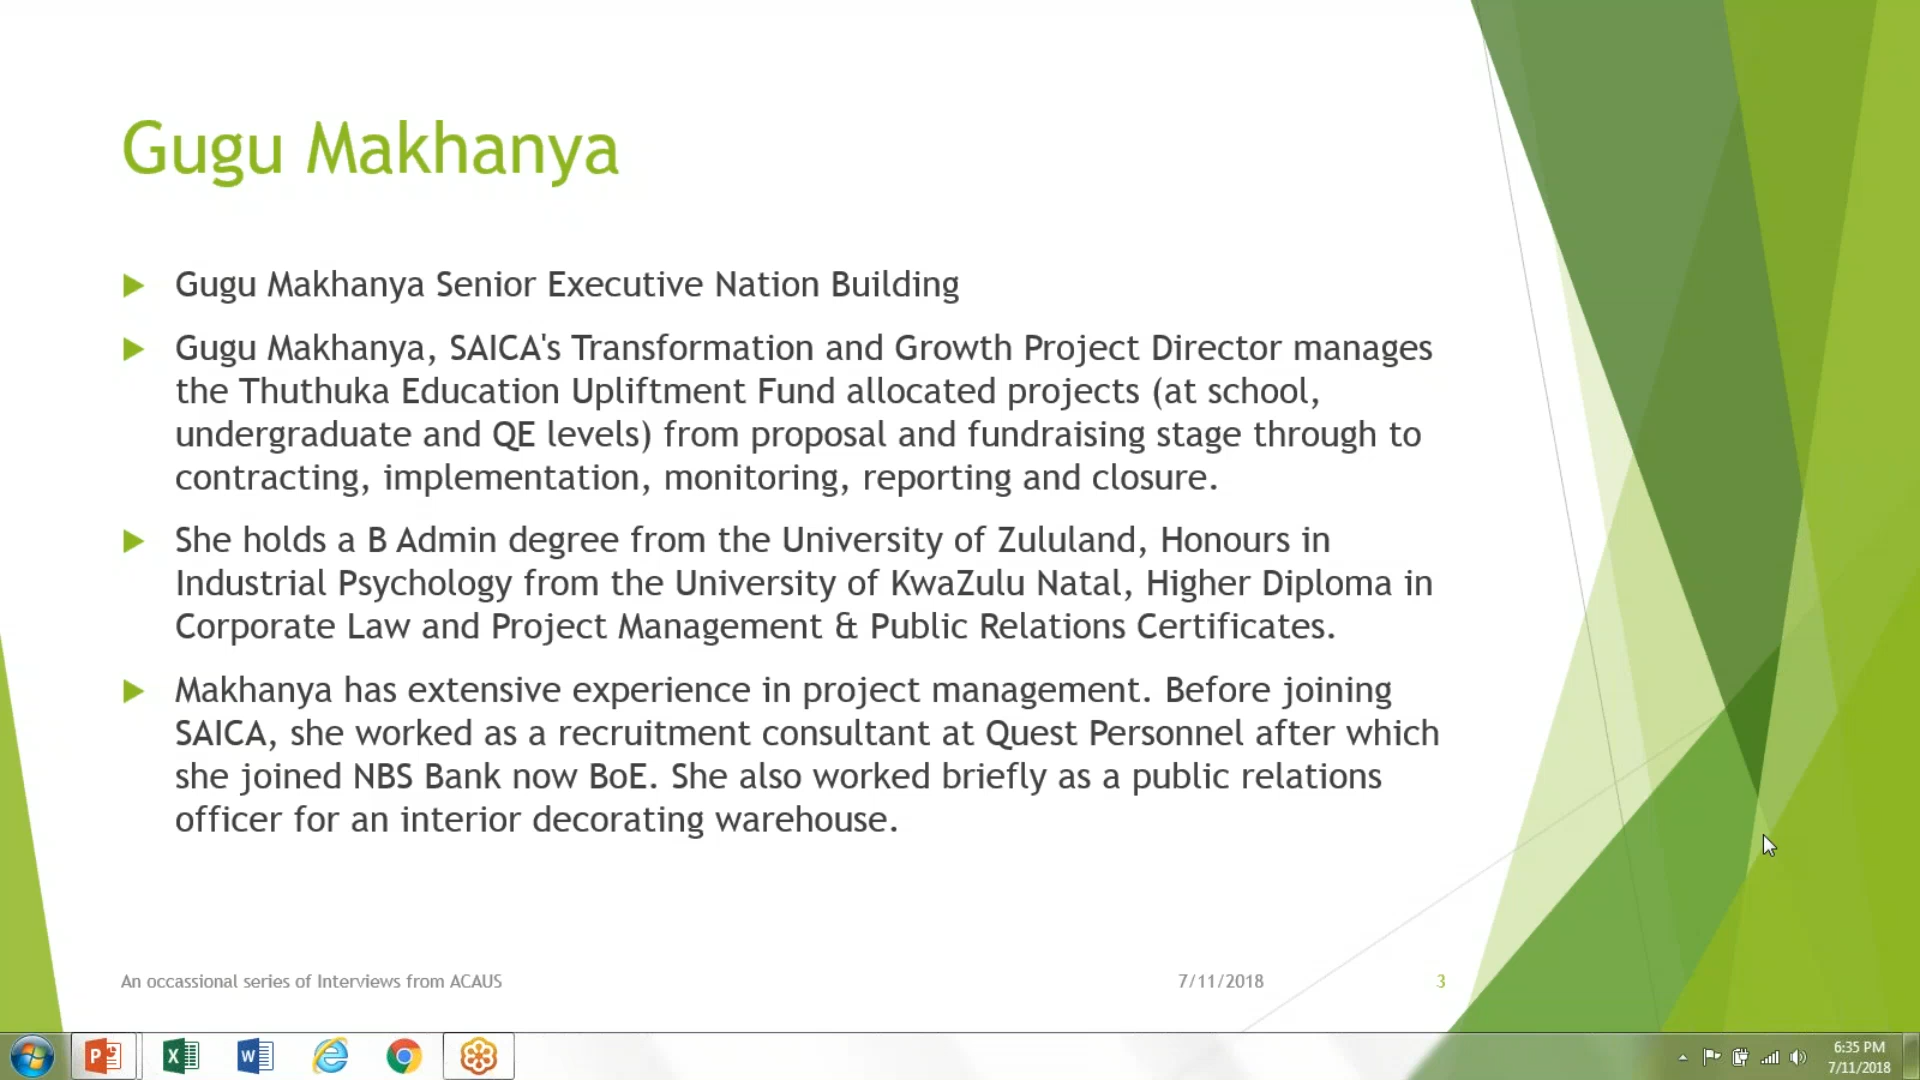 Gugu Makhanya
Gugu Makhanya Senior Executive Nation Building
Gugu Makhanya, SAICA's Transformation and Growth Project Director manages
the Thuthuka Education Upliftment Fund allocated projects (at school,
undergraduate and QE levels) from proposal and fundraising stage through to
contracting, implementation, monitoring, reporting and closure.
She holds a B Admin degree from the University of Zululand, Honours in
Industrial Psychology from the University of KwaZulu Natal, Higher Diploma in
Corporate Law and Project Management & Public Relations Certificates.
Makhanya has extensive experience in project management. Before joining
SAICA, she worked as a recruitment consultant at Quest Personnel after which
she joined NBS Bank now BoE. She also worked briefly as a public relations
officer for an interior decorating warehouse.
An occassional series of Interviews from ACAUS
7/11/2018
3
6:35 PM
7/11/2018